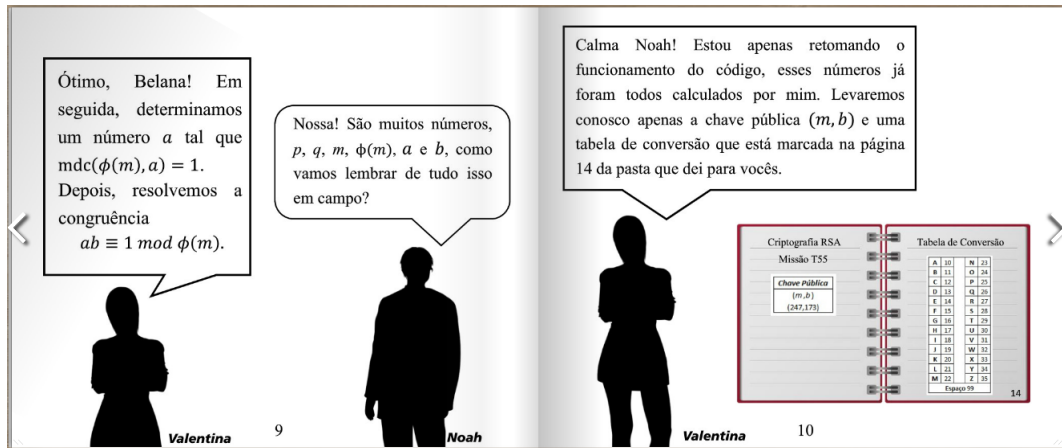 Ótimo, Belana! Em
seguida, determinamos
um número a tal que
mdc(ϕ(m), a) = 1.
Depois, resolvemos a
congruência
ab ≡ 1 mod ϕ(m).
Valentina
9
Nossa! São muitos números,
p, q, m, ϕ(m), a e b, como
vamos lembrar de tudo isso
em campo?
Noah
Calma Noah! Estou apenas retomando o
funcionamento do código, esses números já
foram todos calculados por mim. Levaremos
conosco apenas a chave pública (m, b) e uma
tabela de conversão que está marcada na página
14 da pasta que dei para vocês.
Valentina
10
Criptografia RSA
Missão T55
Chave Pública
(m,b)
(247,173)
Tabela de Conversão
A 10 N 23
B 11 O 24
C 12 P 25
D 13 Q 26
E 14 R 27
F 15 S 28
G 16 T 29
H 17 U 30
I 18 V 31
J 19 W 32
K 20 X 33
L 21 Y 34
M 22 Z 35
Espaço 99
14